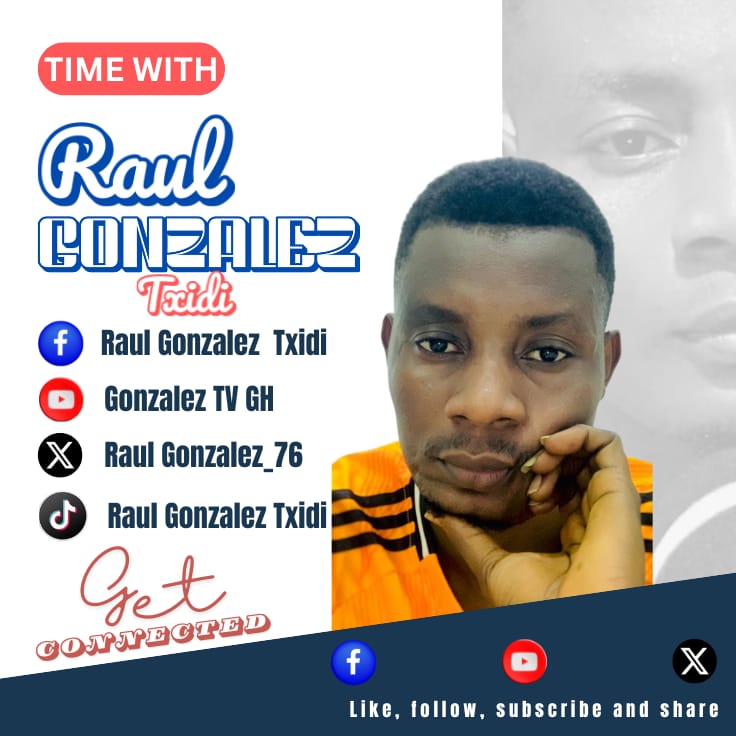 TIME WITH
Raul
GONZALEZ
Txidi
Raul Gonzalez Txidi
Gonzalez TV GH
Raul Gonzalez_76
Raul Gonzalez Txidi
Get
CONNECTED
Like, follow, subscribe and share